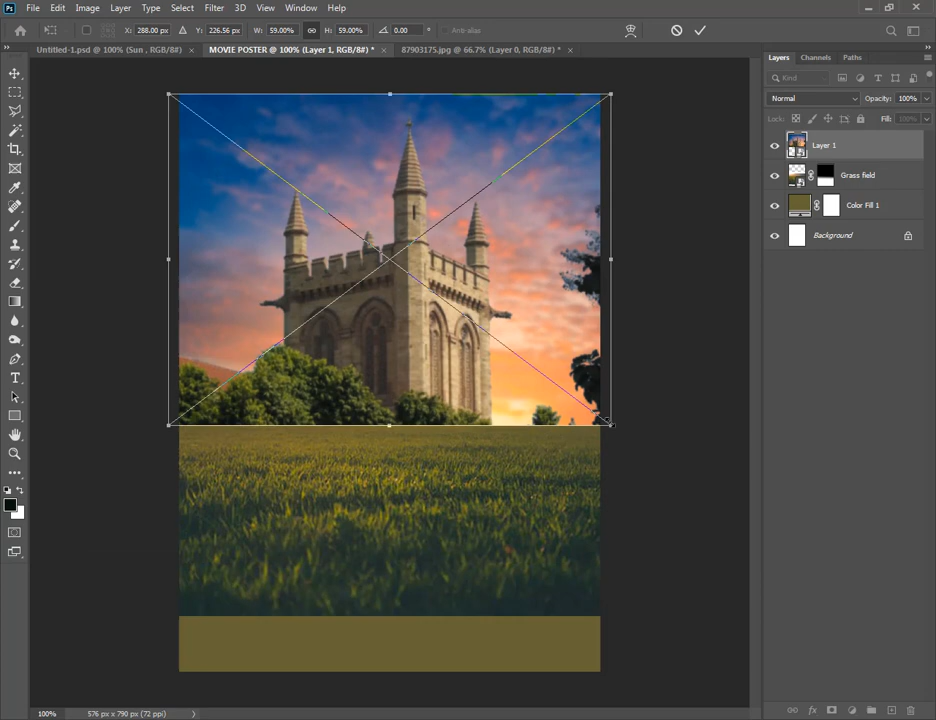 Ps File Edit Image Layer Type Select Filter 3D View Window Help
X: 288.00 px Y: 226.56 px W: 59.00% H: 59.00% 0.00 ° Anti-alias
Untitled-1.psd @ 100% (Sun , RGB/8#) × MOVIE POSTER @ 100% (Layer 1, RGB/8#) * × 87903175.jpg @ 66.7% (Layer 0, RGB/8#) * ×
Layers Channels Paths
Kind
Normal Opacity: 100%
Lock: Fill: 100%
Layer 1
Grass field
Color Fill 1
Background
T
100% 576 px x 790 px (72 ppi)